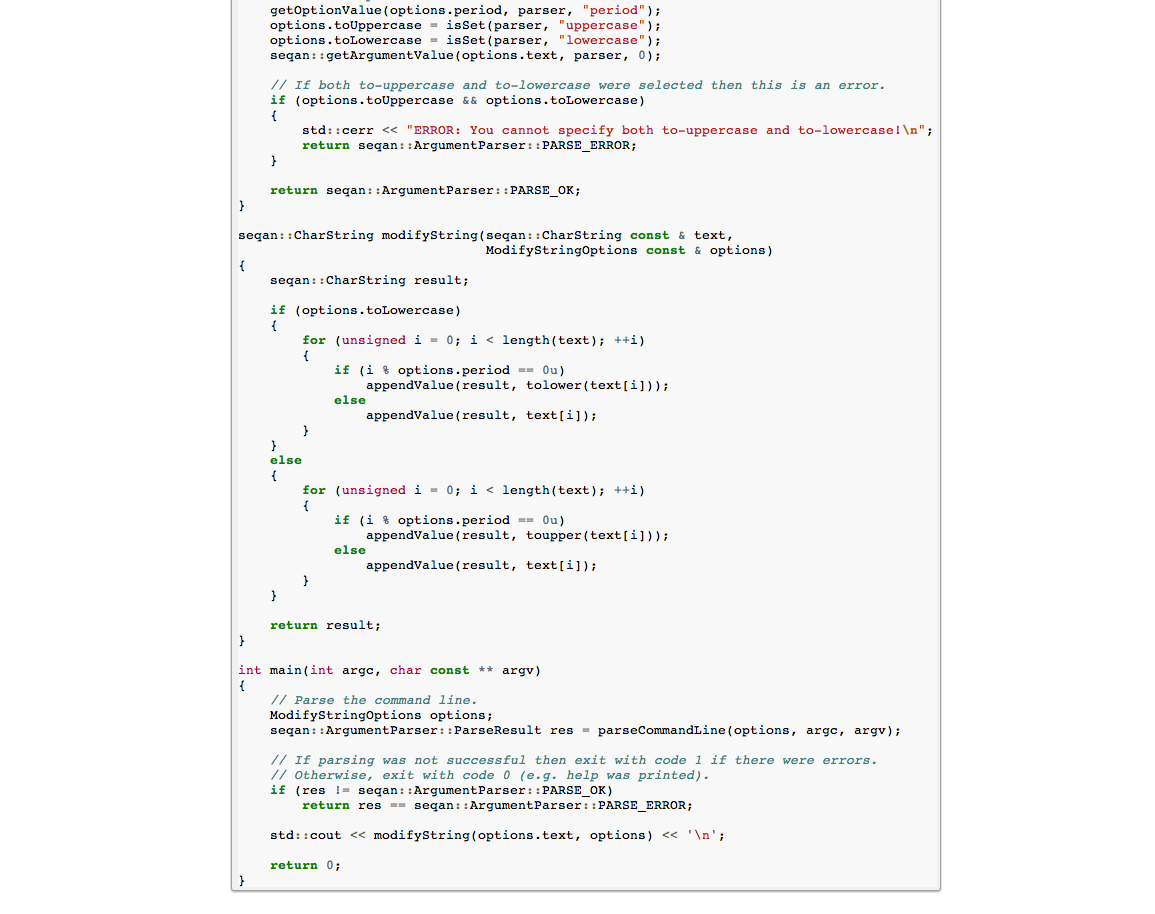 getOptionValue(options.period, parser, "period");
    options.toUppercase = isSet(parser, "uppercase");
    options.toLowercase = isSet(parser, "lowercase");
    seqan::getArgumentValue(options.text, parser, 0);

    // If both to-uppercase and to-lowercase were selected then this is an error.
    if (options.toUppercase && options.toLowercase)
    {
        std::cerr << "ERROR: You cannot specify both to-uppercase and to-lowercase!\n";
        return seqan::ArgumentParser::PARSE_ERROR;
    }

    return seqan::ArgumentParser::PARSE_OK;
}

seqan::CharString modifyString(seqan::CharString const & text,
                               ModifyStringOptions const & options)
{
    seqan::CharString result;

    if (options.toLowercase)
    {
        for (unsigned i = 0; i < length(text); ++i)
        {
            if (i % options.period == 0u)
                appendValue(result, tolower(text[i]));
            else
                appendValue(result, text[i]);
        }
    }
    else
    {
        for (unsigned i = 0; i < length(text); ++i)
        {
            if (i % options.period == 0u)
                appendValue(result, toupper(text[i]));
            else
                appendValue(result, text[i]);
        }
    }

    return result;
}

int main(int argc, char const ** argv)
{
    // Parse the command line.
    ModifyStringOptions options;
    seqan::ArgumentParser::ParseResult res = parseCommandLine(options, argc, argv);

    // If parsing was not successful then exit with code 1 if there were errors.
    // Otherwise, exit with code 0 (e.g. help was printed).
    if (res != seqan::ArgumentParser::PARSE_OK)
        return res == seqan::ArgumentParser::PARSE_ERROR;

    std::cout << modifyString(options.text, options) << '\n';

    return 0;
}